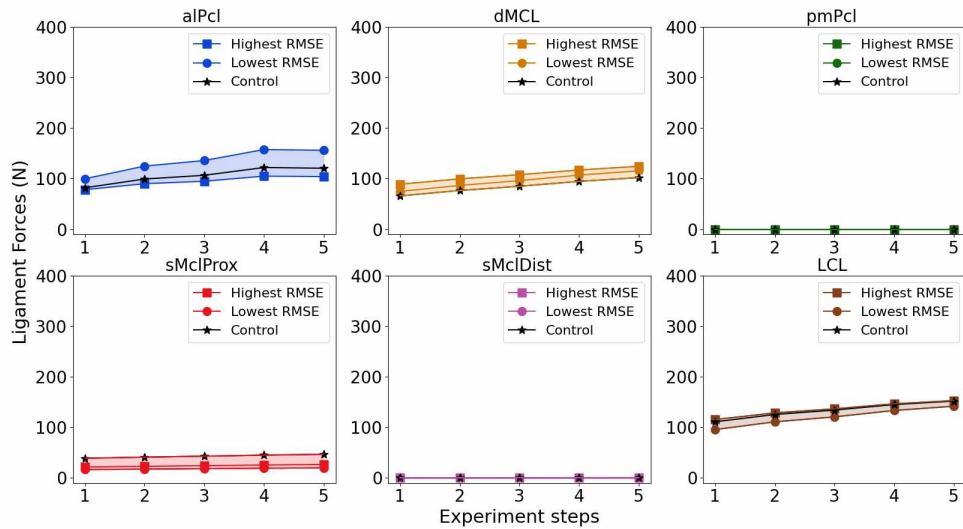 alPcl
dMCL
pmPcl
Ligament Forces (N)
400
300
200
100
0
Highest RMSE
Lowest RMSE
Control
1 2 3 4 5
400
300
200
100
0
Highest RMSE
Lowest RMSE
Control
1 2 3 4 5
400
300
200
100
0
Highest RMSE
Lowest RMSE
Control
1 2 3 4 5
sMclProx
sMclDist
LCL
400
300
200
100
0
Highest RMSE
Lowest RMSE
Control
1 2 3 4 5
400
300
200
100
0
Highest RMSE
Lowest RMSE
Control
1 2 3 4 5
400
300
200
100
0
Highest RMSE
Lowest RMSE
Control
1 2 3 4 5
Experiment steps